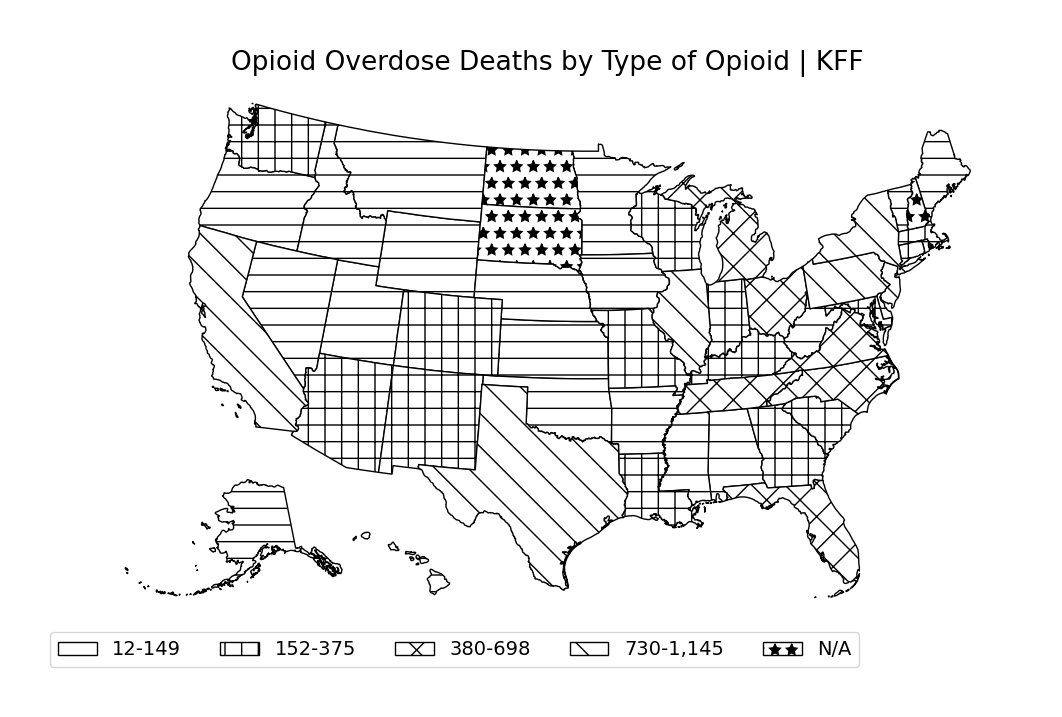 Opioid Overdose Deaths by Type of Opioid | KFF
12-149
152-375
380-698
730-1,145
N/A